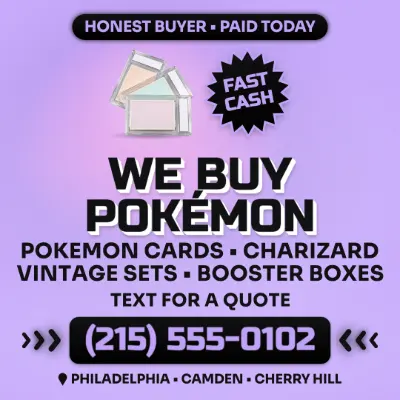 HONEST BUYER ▪ PAID TODAY
FAST
CASH
WE BUY
POKÉMON
POKEMON CARDS ▪ CHARIZARD
VINTAGE SETS ▪ BOOSTER BOXES
TEXT FOR A QUOTE
(215) 555-0102
PHILADELPHIA ▪ CAMDEN ▪ CHERRY HILL